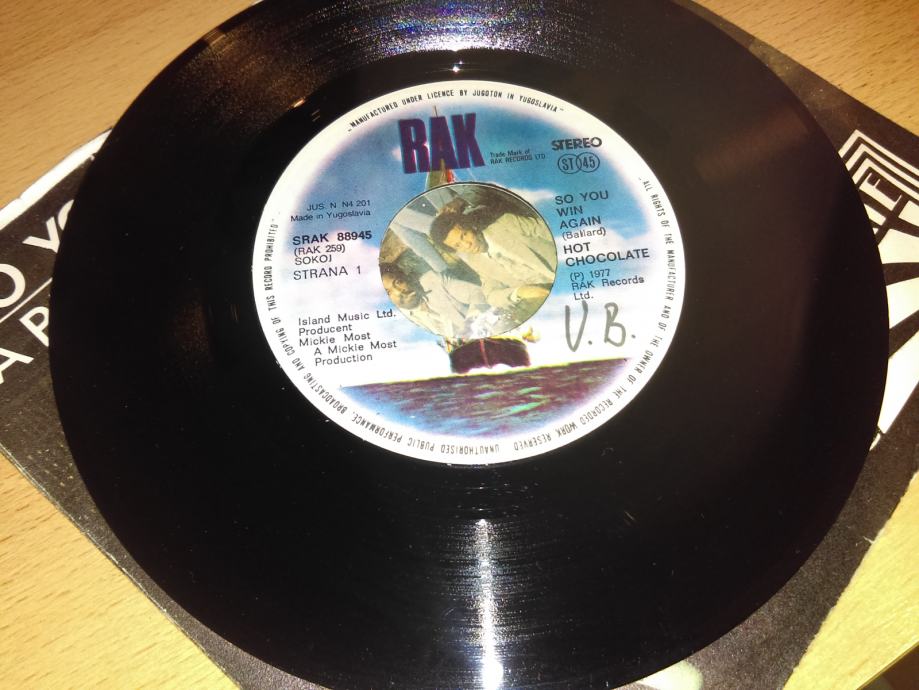 "MANUFACTURED UNDER LICENCE BY JUGOTON IN YUGOSLAVIA"
RAK
Trade Mark of
RAK RECORDS LTD.
STEREO
ST 45
JUS. N. N4 201
Made in Yugoslavia
SRAK 88945
(RAK 259)
SOKOJ
STRANA 1
SO YOU
WIN
AGAIN
(Ballard)
HOT
CHOCOLATE
(P) 1977
RAK Records
Ltd.
V.B.
Island Music Ltd.
Producent
Mickie Most
A Mickie Most
Production
"ALL RIGHTS OF THE MANUFACTURER AND OF THE OWNER OF THE RECORDED WORK RESERVED
UNAUTHORISED PUBLIC PERFORMANCE, BROADCASTING AND COPYING OF THIS RECORD PROHIBITED"